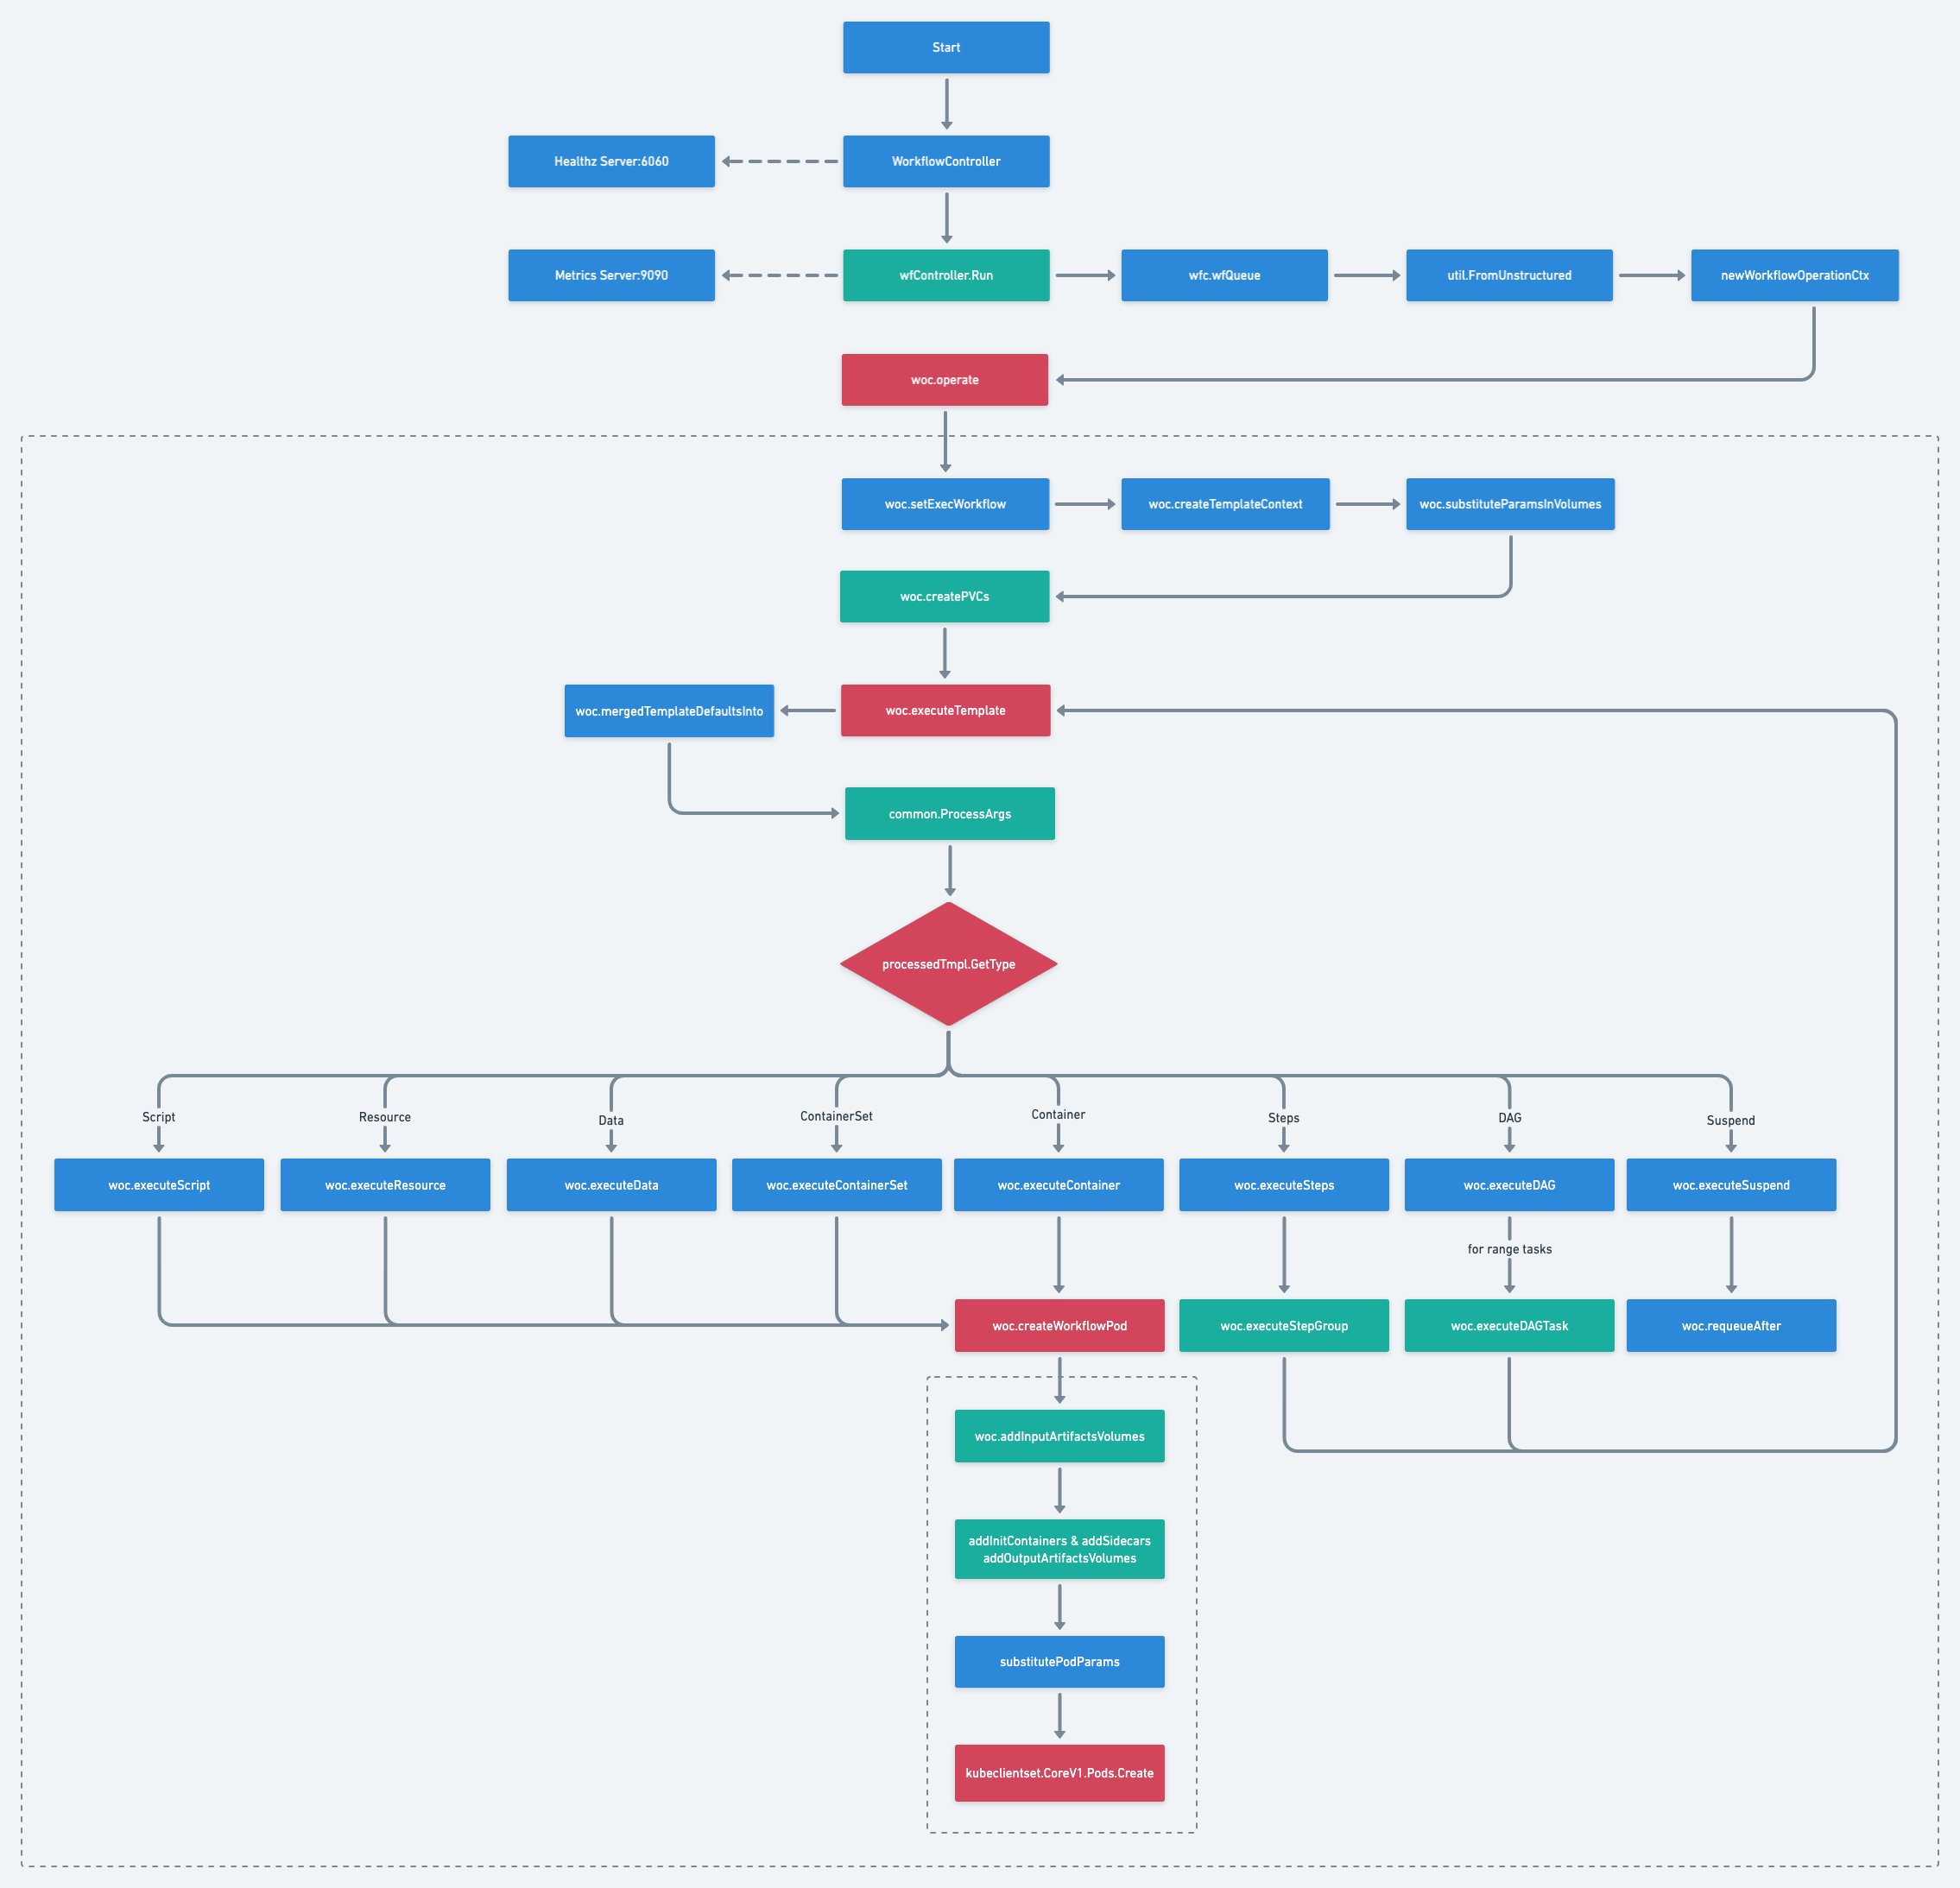 Start
Healthz Server:6060
WorkflowController
Metrics Server:9090
wfController.Run
wfc.wfQueue
util.FromUnstructured
newWorkflowOperationCtx
woc.operate
woc.setExecWorkflow
woc.createTemplateContext
woc.substituteParamsInVolumes
woc.createPVCs
woc.mergedTemplateDefaultsInto
woc.executeTemplate
common.ProcessArgs
processedTmpl.GetType
Script
Resource
Data
ContainerSet
Container
Steps
DAG
Suspend
woc.executeScript
woc.executeResource
woc.executeData
woc.executeContainerSet
woc.executeContainer
woc.executeSteps
woc.executeDAG
woc.executeSuspend
for range tasks
woc.createWorkflowPod
woc.executeStepGroup
woc.executeDAGTask
woc.requeueAfter
woc.addInputArtifactsVolumes
addInitContainers & addSidecars
addOutputArtifactsVolumes
substitutePodParams
kubeclientset.CoreV1.Pods.Create